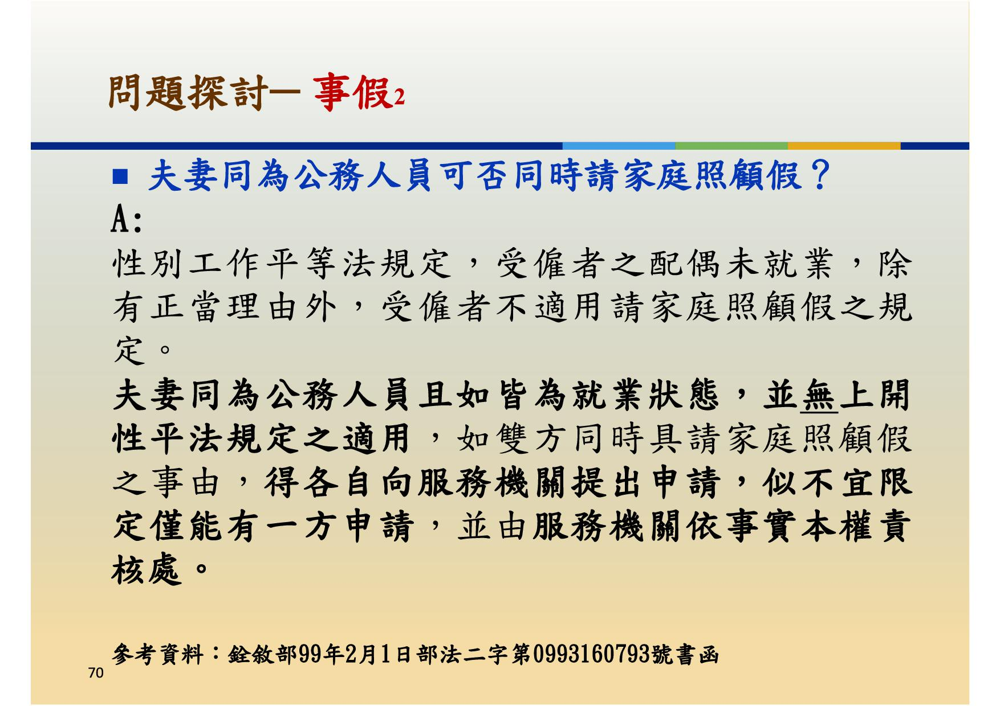 問題探討─ 事假2
■ 夫妻同為公務人員可否同時請家庭照顧假？
A:
性別工作平等法規定，受僱者之配偶未就業，除
有正當理由外，受僱者不適用請家庭照顧假之規
定。
夫妻同為公務人員且如皆為就業狀態，並無上開
性平法規定之適用，如雙方同時具請家庭照顧假
之事由，得各自向服務機關提出申請，似不宜限
定僅能有一方申請，並由服務機關依事實本權責
核處。
參考資料：銓敘部99年2月1日部法二字第0993160793號書函
70